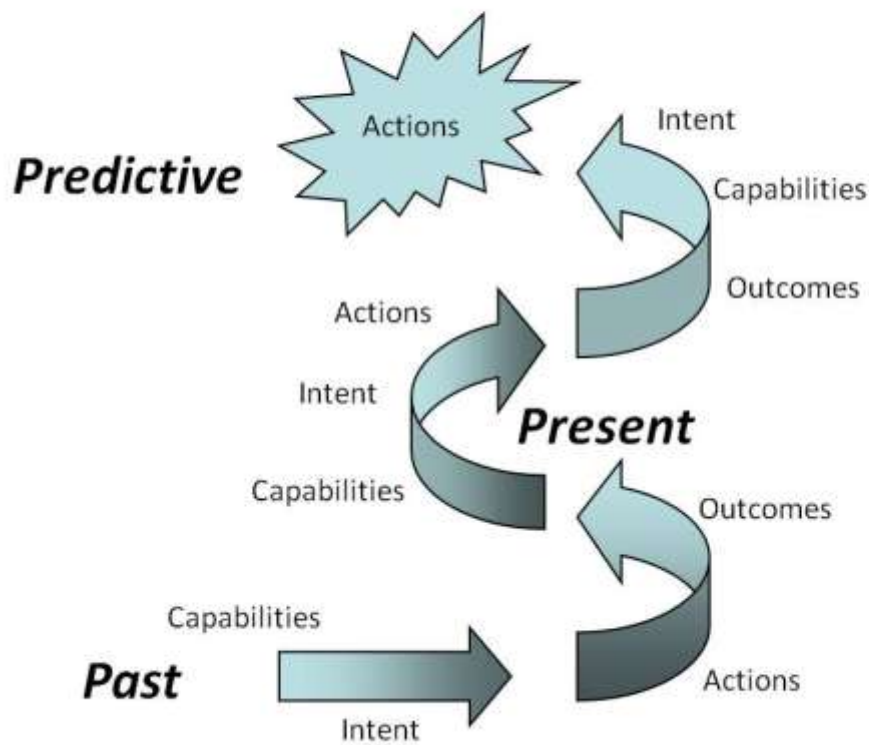 Actions
Intent
Predictive
Capabilities
Outcomes
Actions
Intent
Present
Capabilities
Outcomes
Capabilities
Past
Actions
Intent